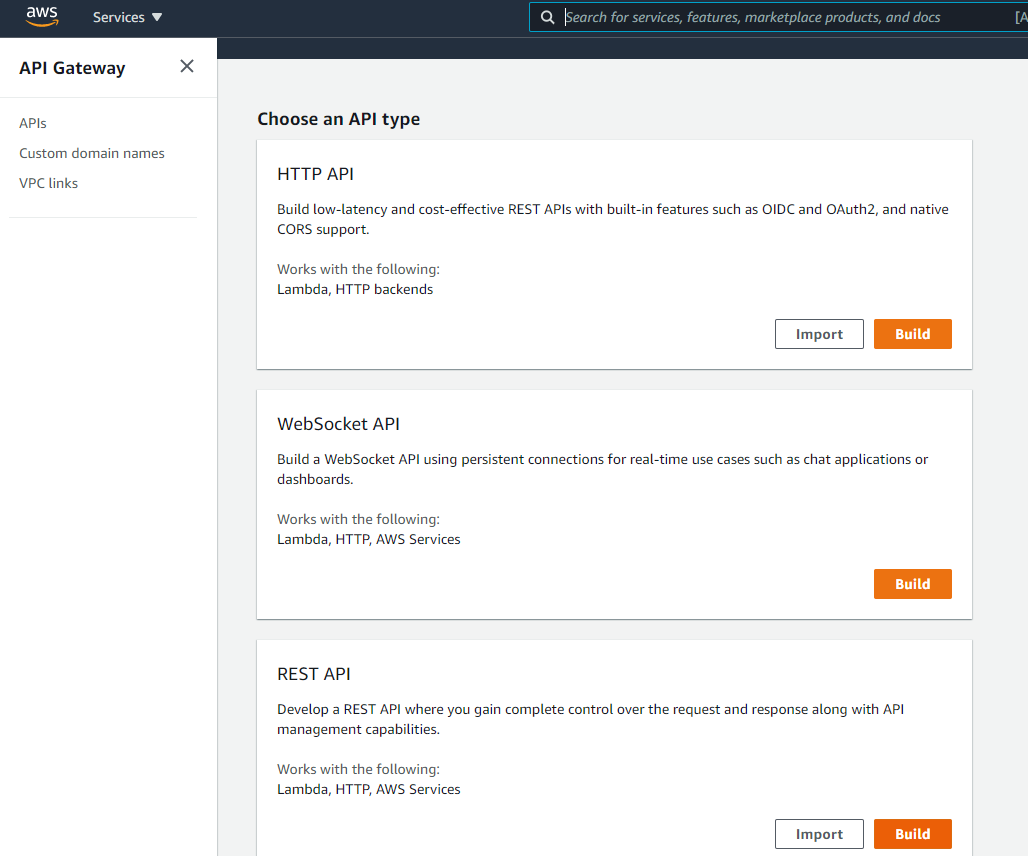 aws
Services
Search for services, features, marketplace products, and docs
[A
API Gateway
APIs
Custom domain names
VPC links
Choose an API type
HTTP API
Build low-latency and cost-effective REST APIs with built-in features such as OIDC and OAuth2, and native
CORS support.
Works with the following:
Lambda, HTTP backends
Import
Build
WebSocket API
Build a WebSocket API using persistent connections for real-time use cases such as chat applications or
dashboards.
Works with the following:
Lambda, HTTP, AWS Services
Build
REST API
Develop a REST API where you gain complete control over the request and response along with API
management capabilities.
Works with the following:
Lambda, HTTP, AWS Services
Import
Build